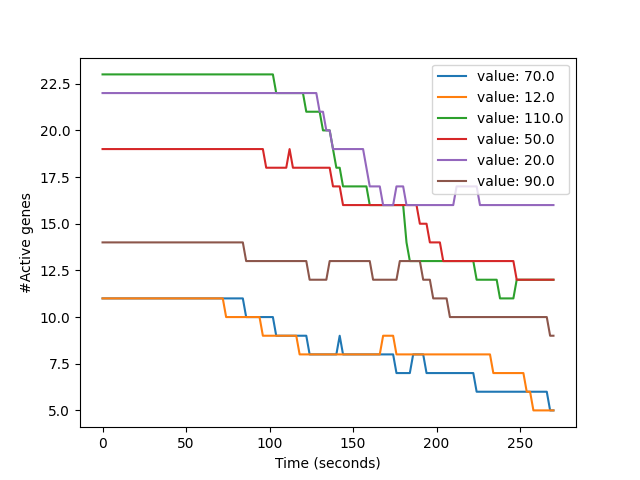 value: 70.0
value: 12.0
value: 110.0
value: 50.0
value: 20.0
value: 90.0
22.5
20.0
17.5
15.0
12.5
10.0
7.5
5.0
#Active genes
0 50 100 150 200 250
Time (seconds)